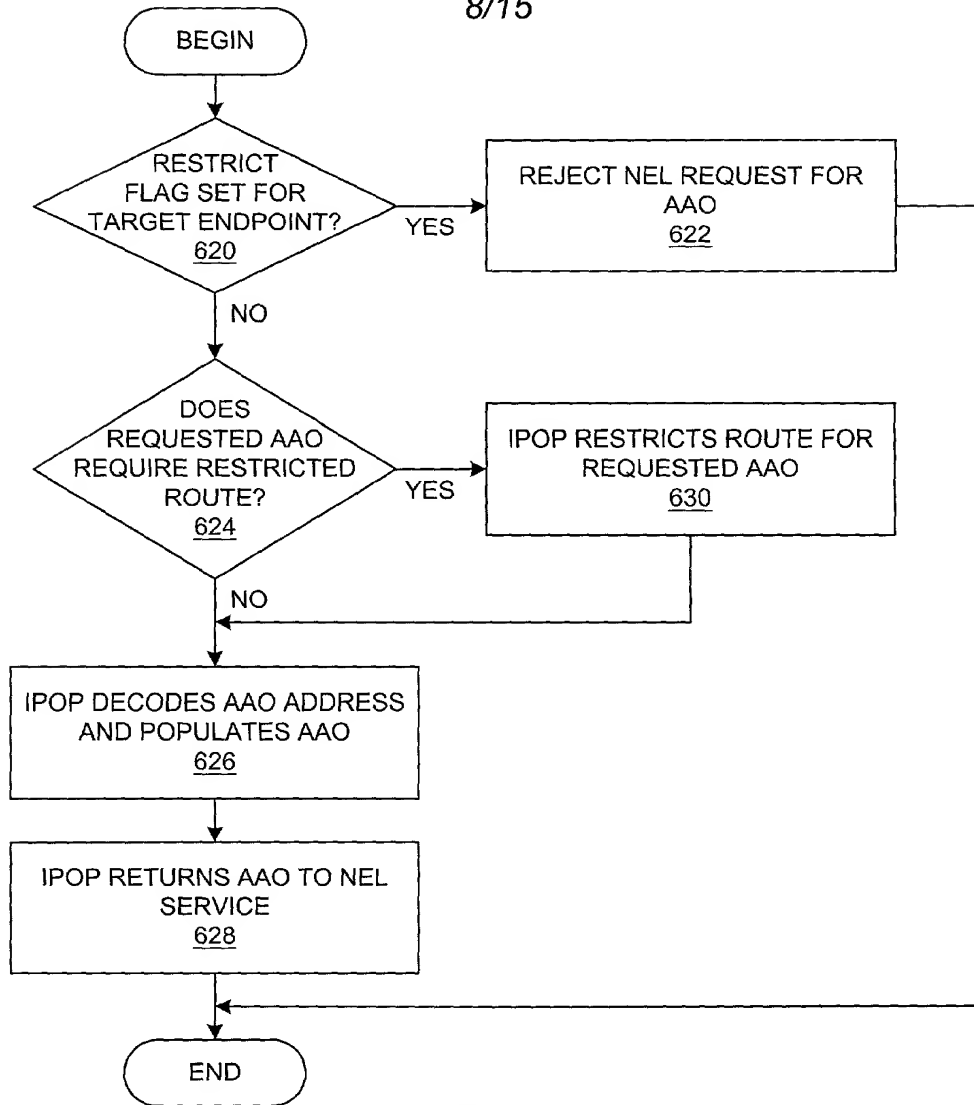 8/15
BEGIN
RESTRICT
FLAG SET FOR
TARGET ENDPOINT?
620
YES
REJECT NEL REQUEST FOR
AAO
622
NO
DOES
REQUESTED AAO
REQUIRE RESTRICTED
ROUTE?
624
YES
IPOP RESTRICTS ROUTE FOR
REQUESTED AAO
630
NO
IPOP DECODES AAO ADDRESS
AND POPULATES AAO
626
IPOP RETURNS AAO TO NEL
SERVICE
628
END